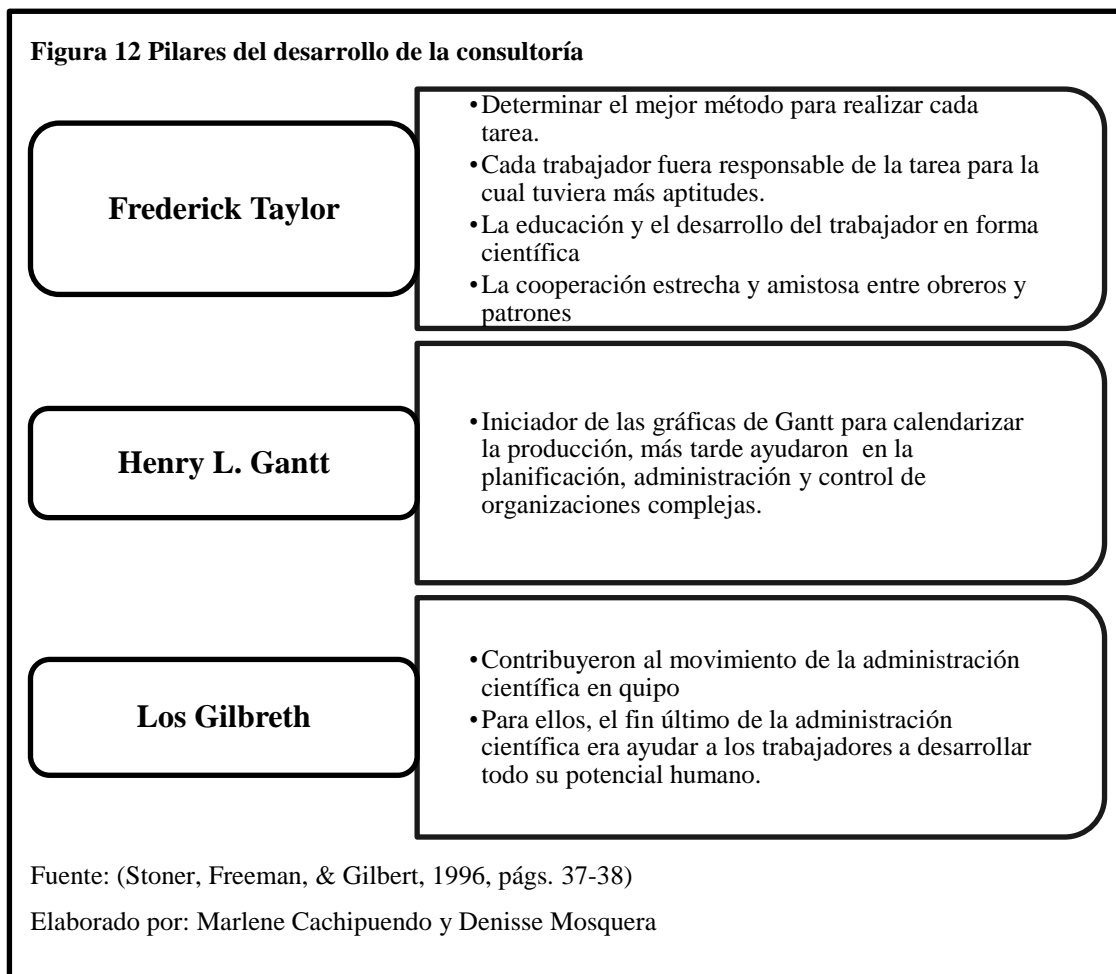 Figura 12 Pilares del desarrollo de la consultoría
Frederick Taylor
•Determinar el mejor método para realizar cada
tarea.
•Cada trabajador fuera responsable de la tarea para la
cual tuviera más aptitudes.
•La educación y el desarrollo del trabajador en forma
científica
•La cooperación estrecha y amistosa entre obreros y
patrones
Henry L. Gantt
•Iniciador de las gráficas de Gantt para calendarizar
la producción, más tarde ayudaron en la
planificación, administración y control de
organizaciones complejas.
Los Gilbreth
•Contribuyeron al movimiento de la administración
científica en quipo
•Para ellos, el fin último de la administración
científica era ayudar a los trabajadores a desarrollar
todo su potencial humano.
Fuente: (Stoner, Freeman, & Gilbert, 1996, págs. 37-38)
Elaborado por: Marlene Cachipuendo y Denisse Mosquera